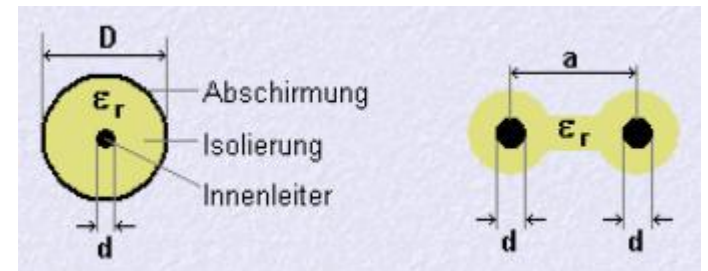 D
εr
Abschirmung
Isolierung
Innenleiter
d
a
εr
d
d